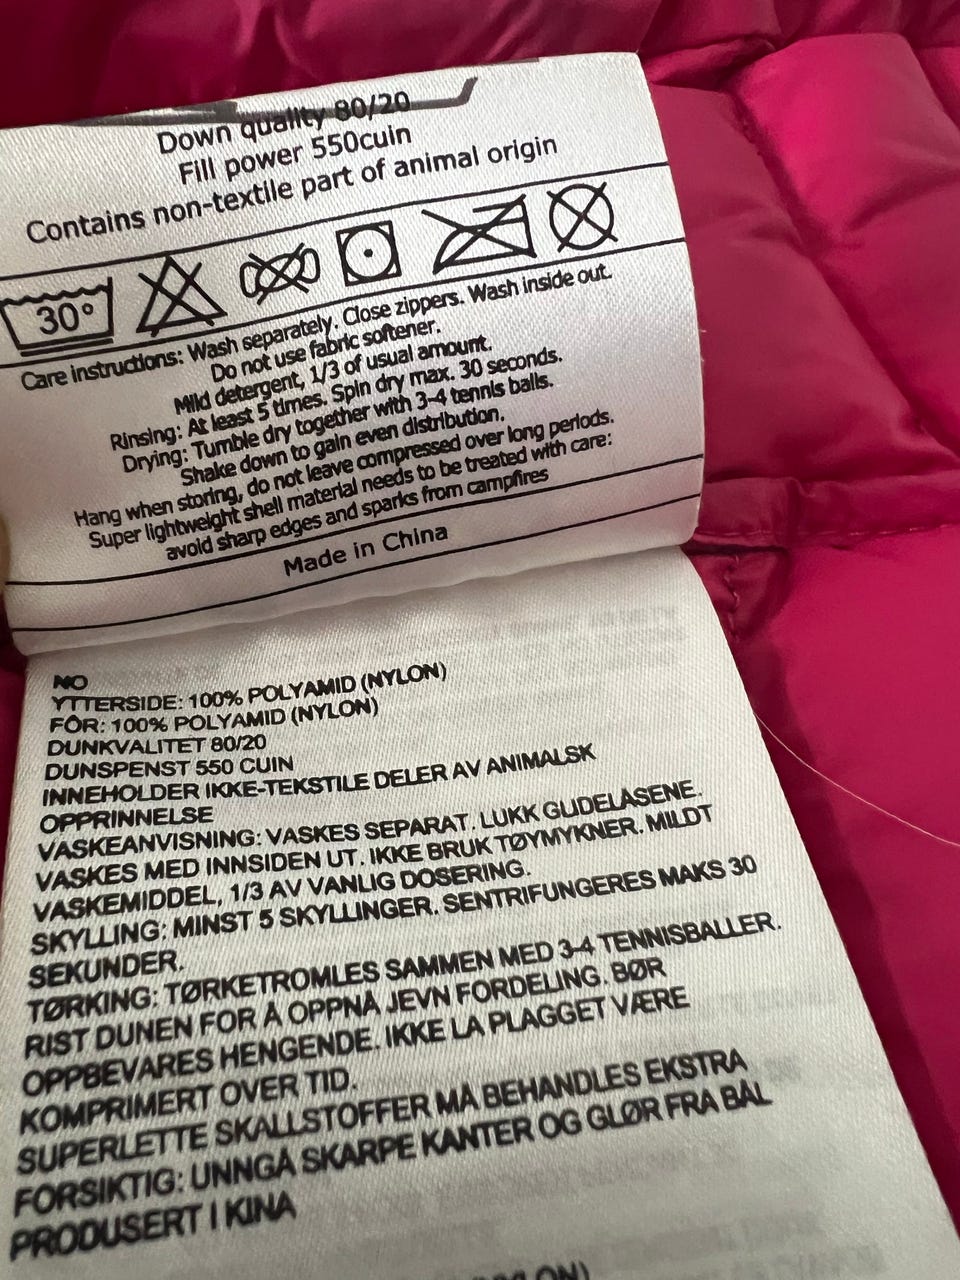 Down quality 80/20
Fill power 550cuin
Contains non-textile part of animal origin
30°
Care instructions: Wash separately. Close zippers. Wash inside out.
Do not use fabric softener.
Mild detergent, 1/3 of usual amount.
Rinsing: At least 5 times. Spin dry max. 30 seconds.
Drying: Tumble dry together with 3-4 tennis balls.
Shake down to gain even distribution.
Hang when storing, do not leave compressed over long periods.
Super lightweight shell material needs to be treated with care:
avoid sharp edges and sparks from campfires
Made in China
NO
YTTERSIDE: 100% POLYAMID (NYLON)
FÔR: 100% POLYAMID (NYLON)
DUNKVALITET 80/20
DUNSPENST 550 CUIN
INNEHOLDER IKKE-TEKSTILE DELER AV ANIMALSK
OPPRINNELSE
VASKEANVISNING: VASKES SEPARAT. LUKK GLIDELÅSENE.
VASKES MED INNSIDEN UT. IKKE BRUK TØYMYKNER. MILDT
VASKEMIDDEL, 1/3 AV VANLIG DOSERING.
SKYLLING: MINST 5 SKYLLINGER. SENTRIFUNGERES MAKS 30
SEKUNDER.
TØRKING: TØRKETROMLES SAMMEN MED 3-4 TENNISBALLER.
RIST DUNEN FOR Å OPPNÅ JEVN FORDELING. BØR
OPPBEVARES HENGENDE. IKKE LA PLAGGET VÆRE
KOMPRIMERT OVER TID.
SUPERLETTE SKALLSTOFFER MÅ BEHANDLES EKSTRA
FORSIKTIG: UNNGÅ SKARPE KANTER OG GLØR FRA BÅL
PRODUSERT I KINA